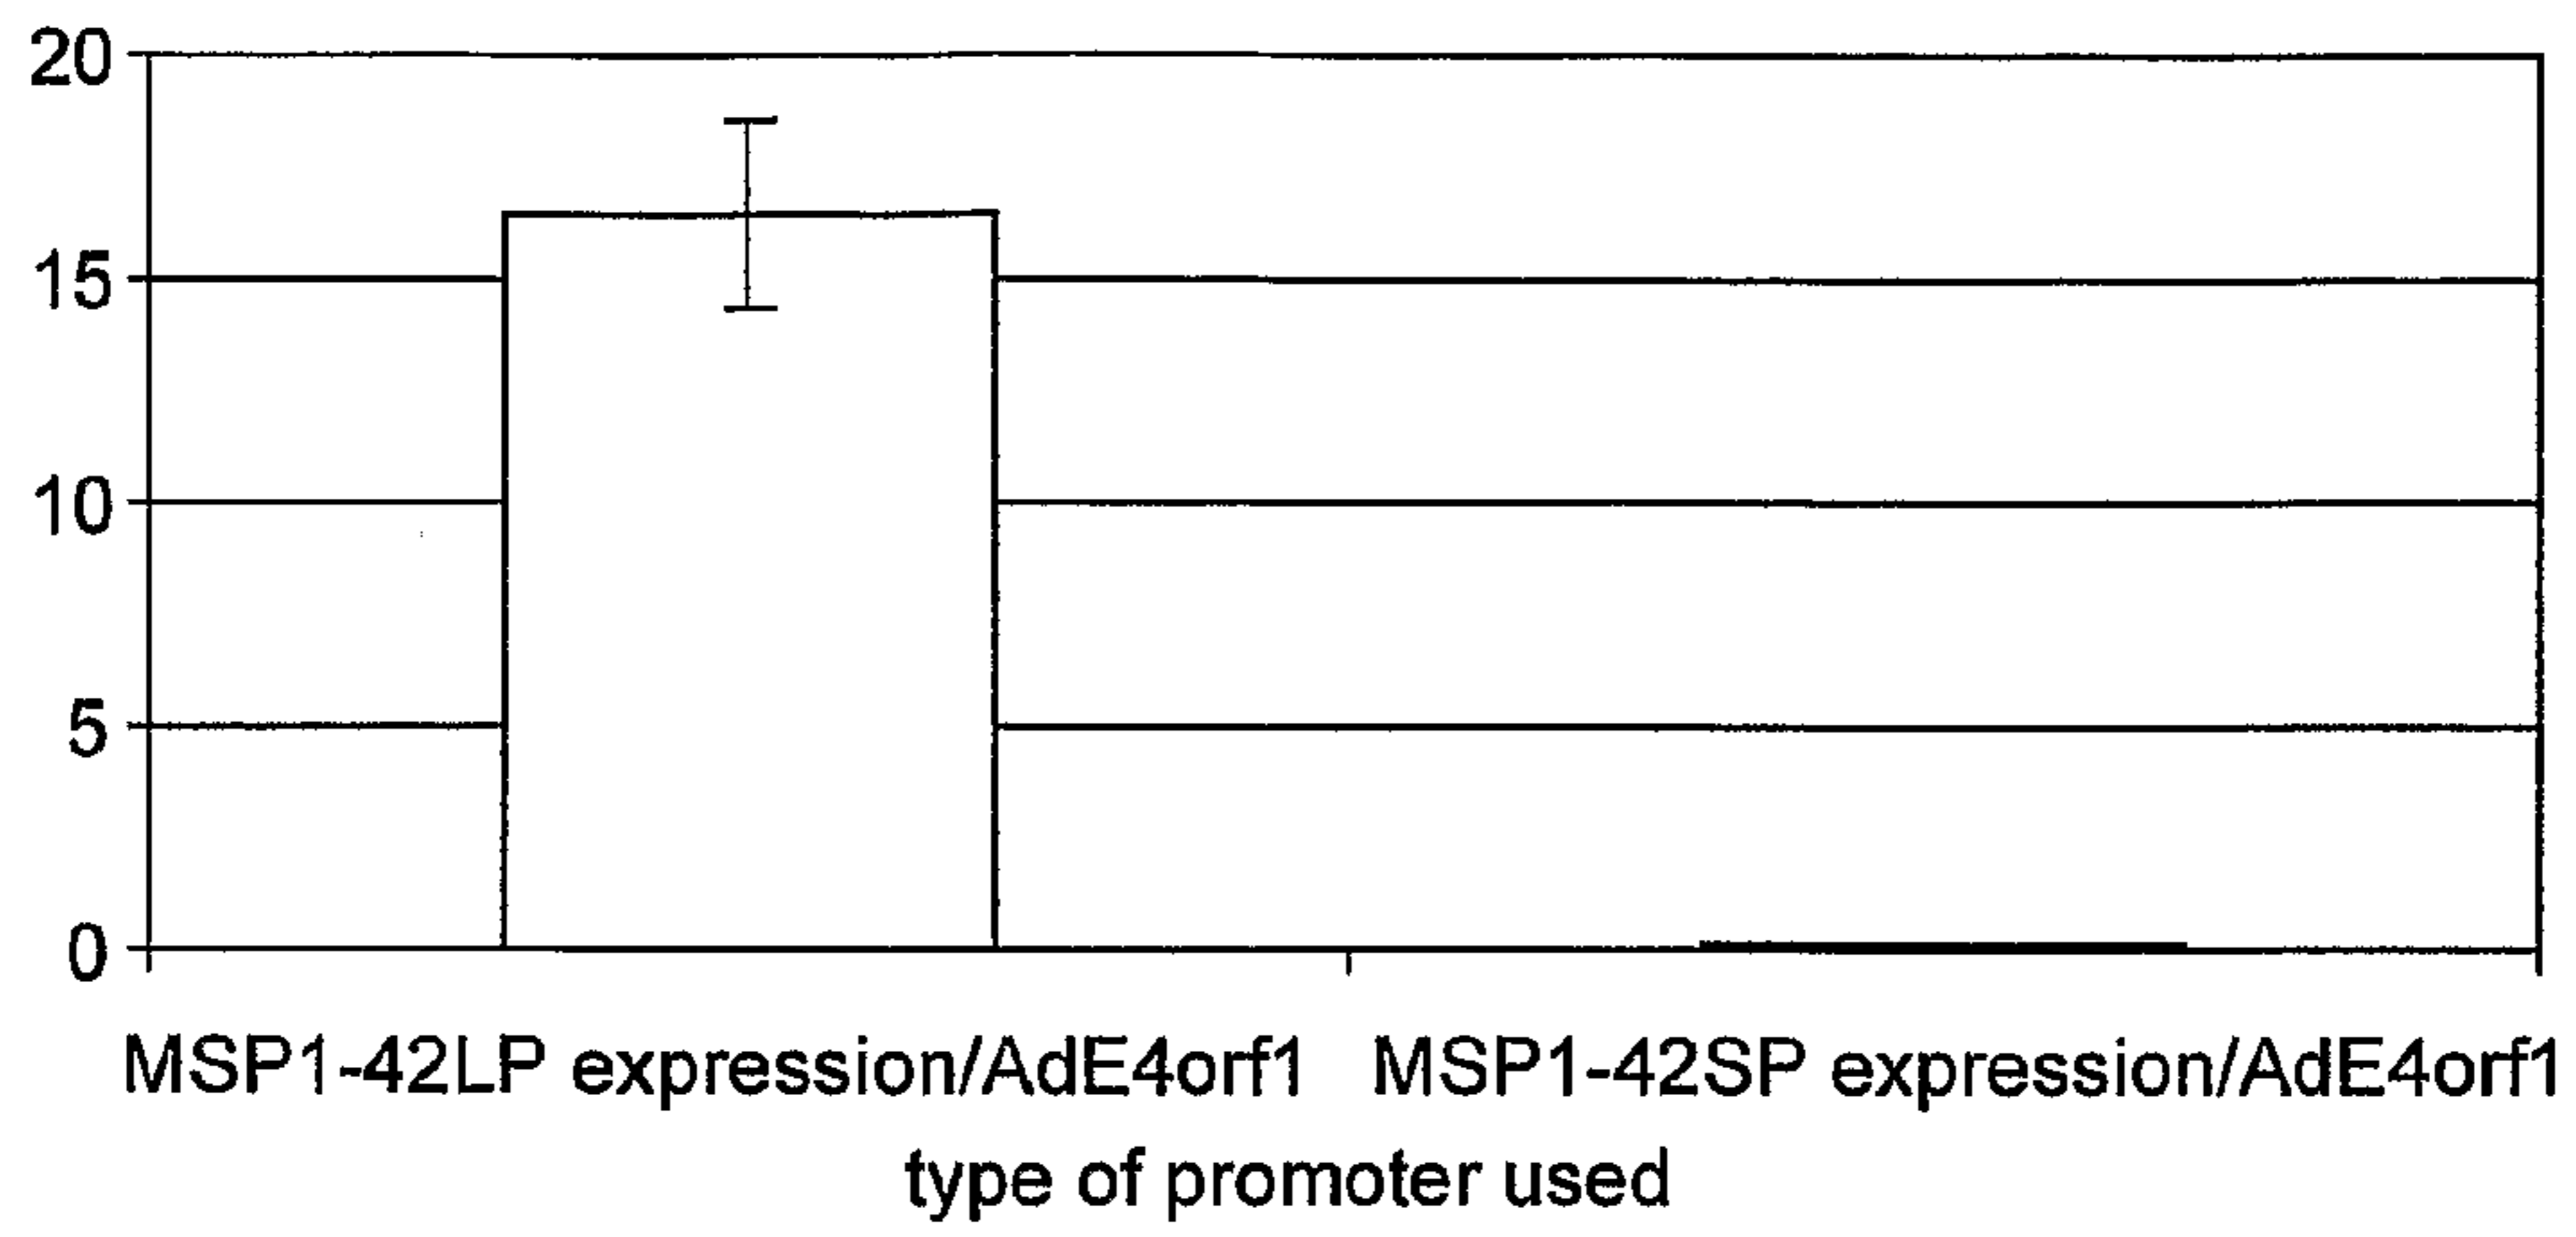 20
15
10
5
0
MSP1-42LP expression/AdE4orf1 MSP1-42SP expression/AdE4orf1
type of promoter used